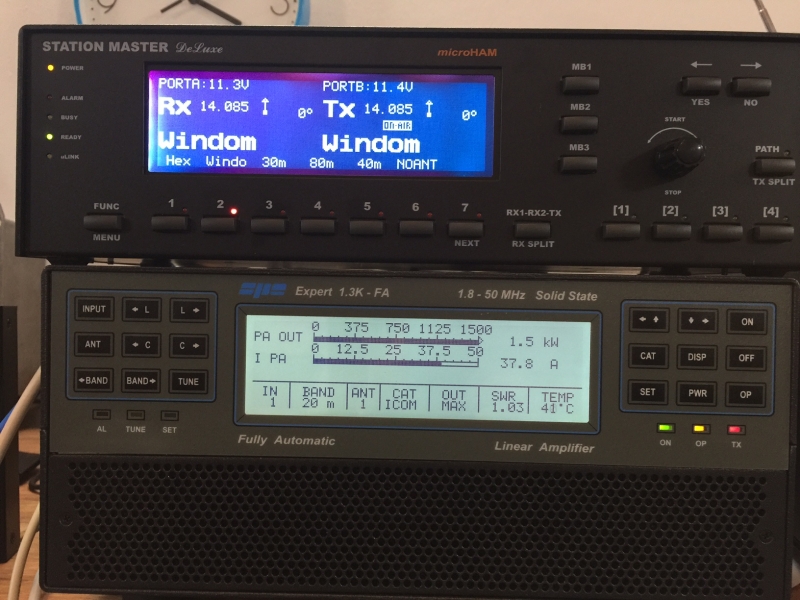 STATION MASTER DeLuxe
microHAM
POWER
ALARM
BUSY
READY
µLINK
PORTA:11.3V PORTB:11.4V
Rx 14.085 0° Tx 14.085 0°
ON AIR
Windom Windom
Hex Windo 30m 80m 40m NOANT
MB1
MB2
MB3
YES NO
START
STOP
PATH
TX SPLIT
FUNC
MENU
1 2 3 4 5 6 7
NEXT
RX1-RX2-TX
RX SPLIT
[1] [2] [3] [4]
SPE Expert 1.3K - FA 1.8 - 50 MHz Solid State
INPUT ← L L →
ANT ← C C →
←BAND BAND→ TUNE
AL TUNE SET
0 375 750 1125 1500
PA OUT 1.5 kW
0 12.5 25 37.5 50
I PA 37.8 A
IN BAND ANT CAT OUT SWR TEMP
1 20 m 1 ICOM MAX 1.03 41°C
Fully Automatic Linear Amplifier
ON
CAT DISP OFF
SET PWR OP
ON OP TX